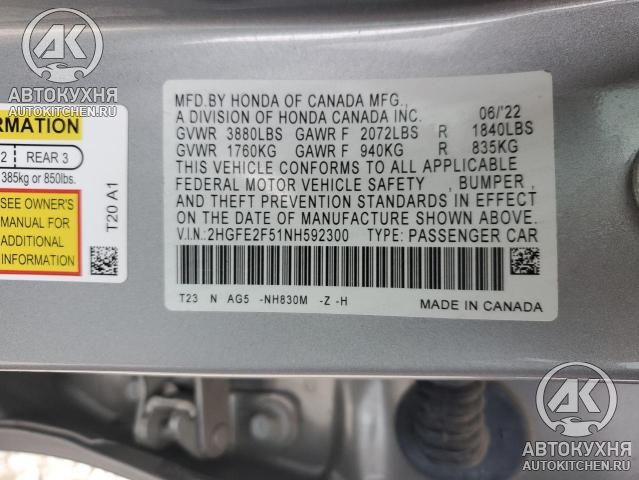 АВТОКУХНЯ
AUTOKITCHEN.RU
RMATION
2 REAR 3
385kg or 850lbs.
SEE OWNER'S
MANUAL FOR
ADDITIONAL
INFORMATION
T20 A1
MFD.BY HONDA OF CANADA MFG.,
A DIVISION OF HONDA CANADA INC. 06/'22
GVWR 3880LBS GAWR F 2072LBS R 1840LBS
GVWR 1760KG GAWR F 940KG R 835KG
THIS VEHICLE CONFORMS TO ALL APPLICABLE
FEDERAL MOTOR VEHICLE SAFETY , BUMPER ,
AND THEFT PREVENTION STANDARDS IN EFFECT
ON THE DATE OF MANUFACTURE SHOWN ABOVE.
V.I.N:2HGFE2F51NH592300 TYPE: PASSENGER CAR
T23 N AG5 -NH830M -Z -H
MADE IN CANADA
АК
АВТОКУХНЯ
AUTOKITCHEN.RU